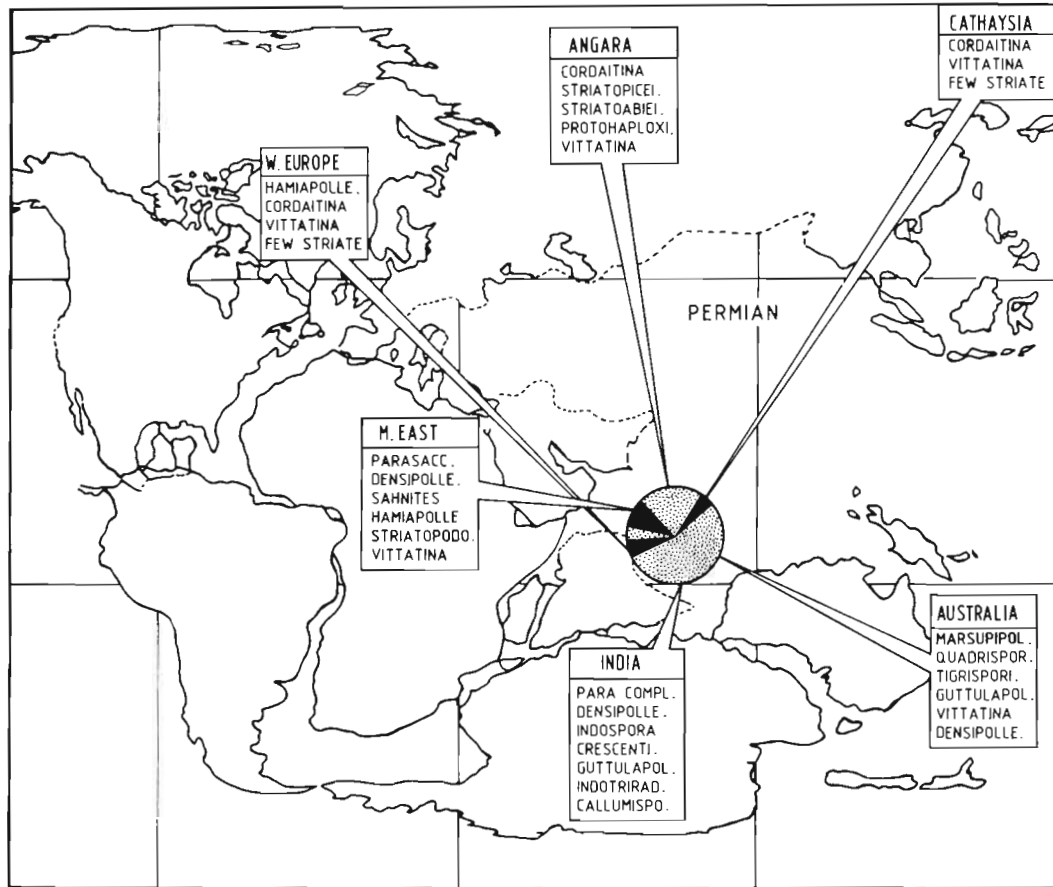 CATHAYSIA
CORDAITINA
VITTATINA
FEW STRIATE
ANGARA
CORDAITINA
STRIATOPICEI.
STRIATOABIEI.
PROTOHAPLOXI.
VITTATINA
W. EUROPE
HAMIAPOLLE.
CORDAITINA
VITTATINA
FEW STRIATE
PERMIAN
M. EAST
PARASACC.
DENSIPOLLE.
SAHNITES
HAMIAPOLLE
STRIATOPODO.
VITTATINA
INDIA
PARA COMPL.
DENSIPOLLE.
INDOSPORA
CRESCENTI.
GUTTULAPOL.
INDOTRIRAD.
CALLUMISPO.
AUSTRALIA
MARSUPIPOL.
QUADRISPOR.
TIGRISPORI.
GUTTULAPOL.
VITTATINA
DENSIPOLLE.